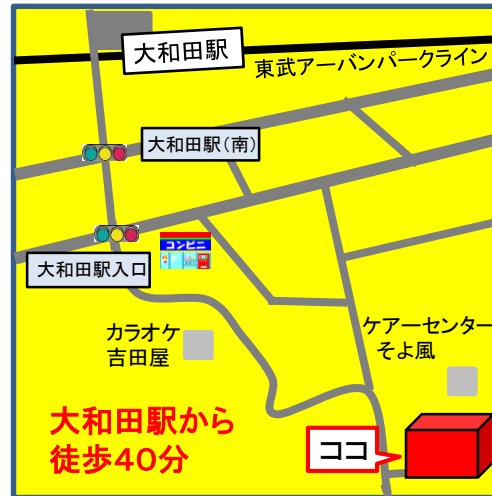 大和田駅
東武アーバンパークライン
大和田駅(南)
大和田駅入口
コンビニ
カラオケ
吉田屋
ケアーセンター
そよ風
大和田駅から
徒歩40分
ココ